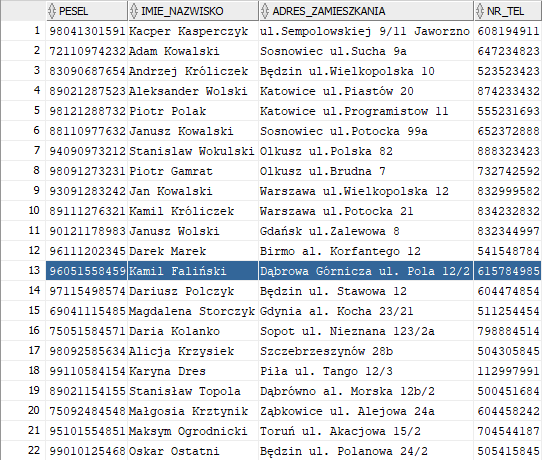 PESEL IMIE_NAZWISKO ADRES_ZAMIESZKANIA NR_TEL
1 98041301591 Kacper Kasperczyk ul.Sempolowskiej 9/11 Jaworzno 608194911
2 72110974232 Adam Kowalski Sosnowiec ul.Sucha 9a 647234823
3 83090687654 Andrzej Króliczek Będzin ul.Wielkopolska 10 523523423
4 89021287523 Aleksander Wolski Katowice ul.Piastów 20 874233432
5 98121288732 Piotr Polak Katowice ul.Programistow 11 555231693
6 88110977632 Janusz Kowalski Sosnowiec ul.Potocka 99a 652372888
7 94090973212 Stanislaw Wokulski Olkusz ul.Polska 82 888323423
8 98091273231 Piotr Gamrat Olkusz ul.Brudna 7 732742592
9 93091283242 Jan Kowalski Warszawa ul.Wielkopolska 12 832999582
10 89111276321 Kamil Króliczek Warszawa ul.Potocka 21 834232832
11 90121178983 Janusz Wolski Gdańsk ul.Zalewowa 8 832344997
12 96111202345 Darek Marek Birmo al. Korfantego 12 541548784
13 96051558459 Kamil Faliński Dąbrowa Górnicza ul. Pola 12/2 615784985
14 97115498574 Dariusz Polczyk Będzin ul. Stawowa 12 604474854
15 69041115485 Magdalena Storczyk Gdynia al. Kocha 23/21 511254454
16 75051584571 Daria Kolanko Sopot ul. Nieznana 123/2a 798884514
17 98092585634 Alicja Krzysiek Szczebrzeszynów 28b 504305845
18 99110584154 Karyna Dres Piła ul. Tango 12/3 112997991
19 89021154155 Stanisław Topola Dąbrówno al. Morska 12b/2 500451684
20 75092484548 Małgosia Krztynik Ząbkowice ul. Alejowa 24a 604458242
21 95101554851 Maksym Ogrodnicki Toruń ul. Akacjowa 15/2 704544187
22 99010125468 Oskar Ostatni Będzin ul. Polanowa 24/2 505415845